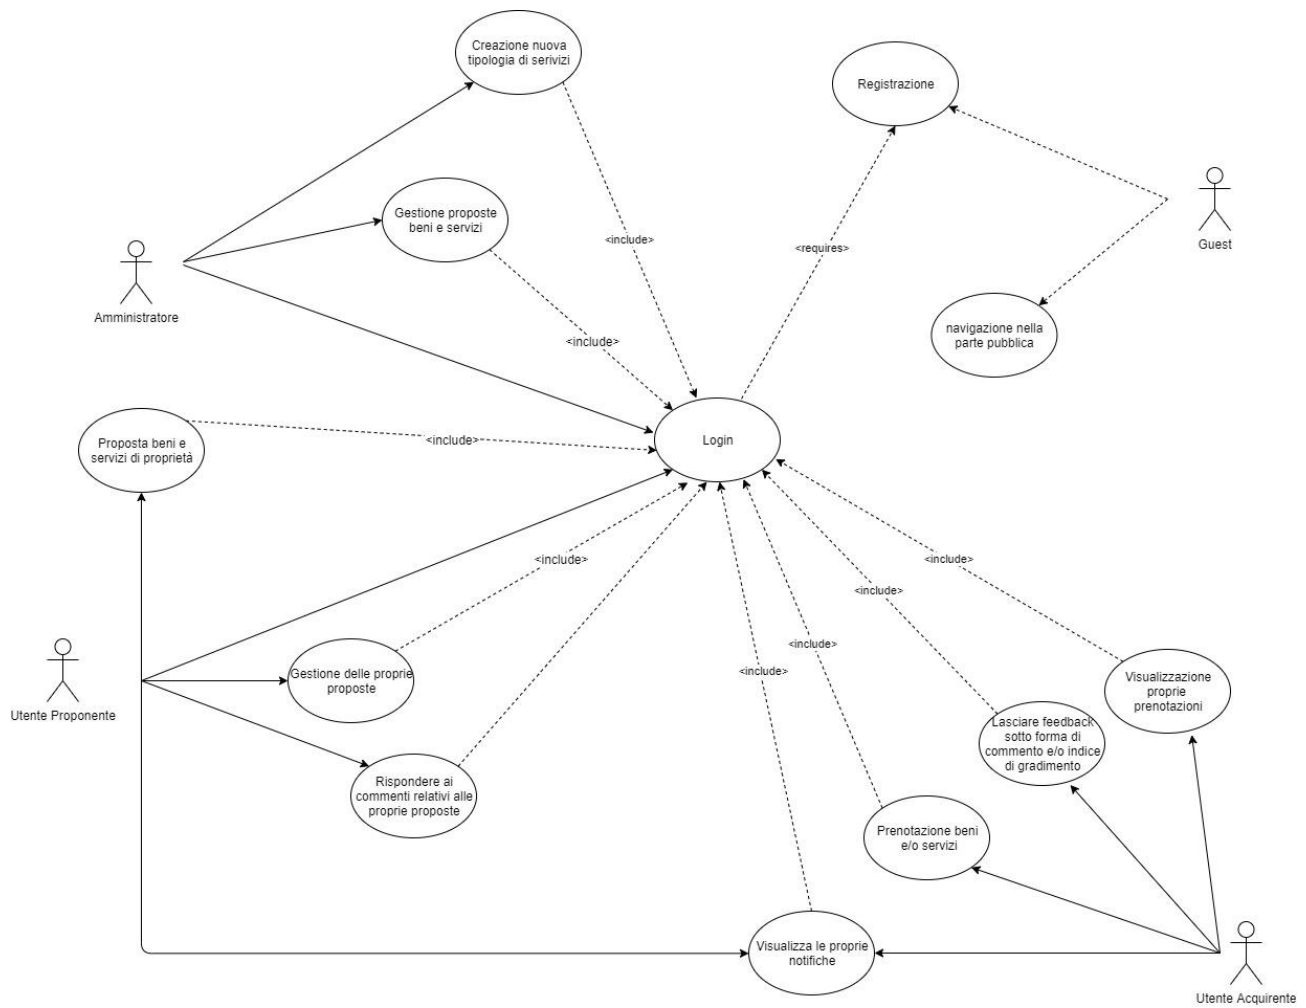 Creazione nuova
tipologia di serivizi
Registrazione
Gestione proposte
beni e servizi
Guest
<include>
<requires>
Amministratore
navigazione nella
parte pubblica
<include>
Login
Proposta beni e
servizi di proprietà
<include>
<include>
<include>
<include>
<include>
<include>
Gestione delle proprie
proposte
Utente Proponente
Visualizzazione
proprie
prenotazioni
Lasciare feedback
sotto forma di
commento e/o indice
di gradimento
Rispondere ai
commenti relativi alle
proprie proposte
Prenotazione beni
e/o servizi
Visualizza le proprie
notifiche
Utente Acquirente